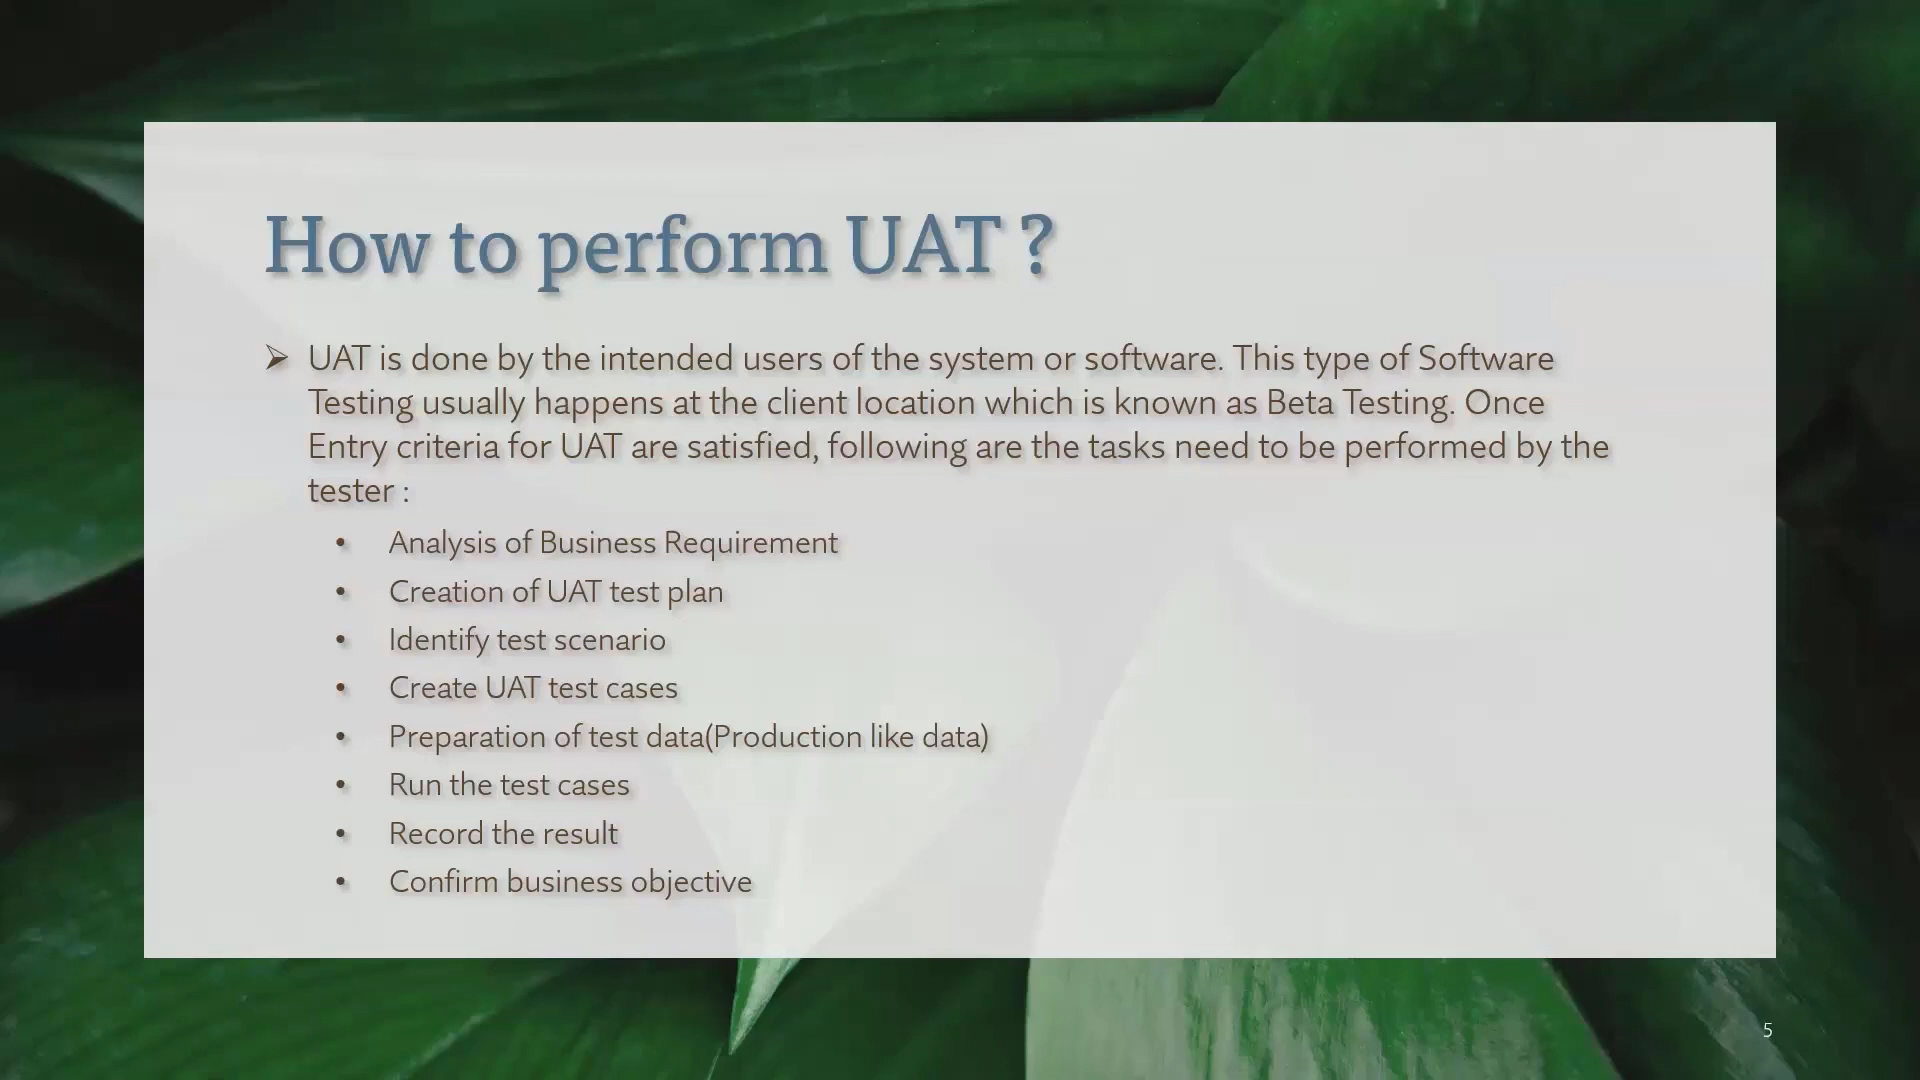 How to perform UAT ?
➢ UAT is done by the intended users of the system or software. This type of Software
Testing usually happens at the client location which is known as Beta Testing. Once
Entry criteria for UAT are satisfied, following are the tasks need to be performed by the
tester :
• Analysis of Business Requirement
• Creation of UAT test plan
• Identify test scenario
• Create UAT test cases
• Preparation of test data(Production like data)
• Run the test cases
• Record the result
• Confirm business objective
5